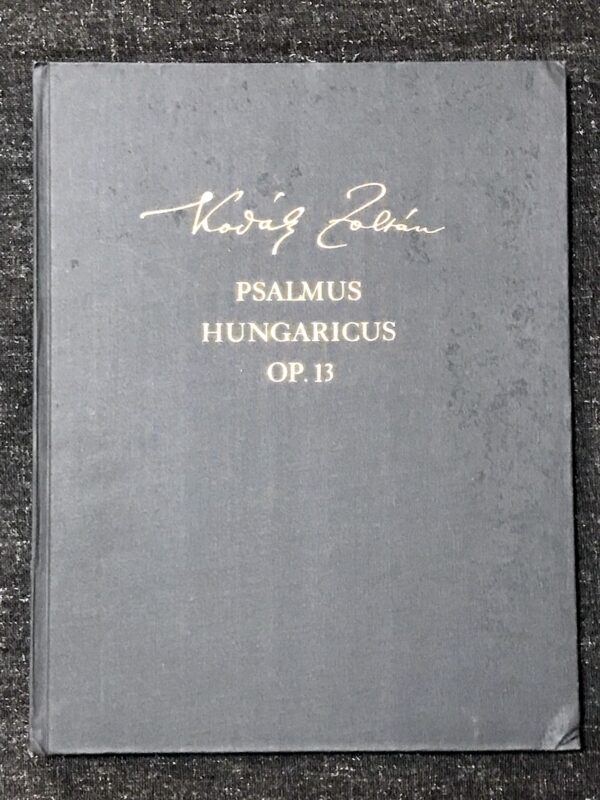 Kodály Zoltán
PSALMUS
HUNGARICUS
OP. 13